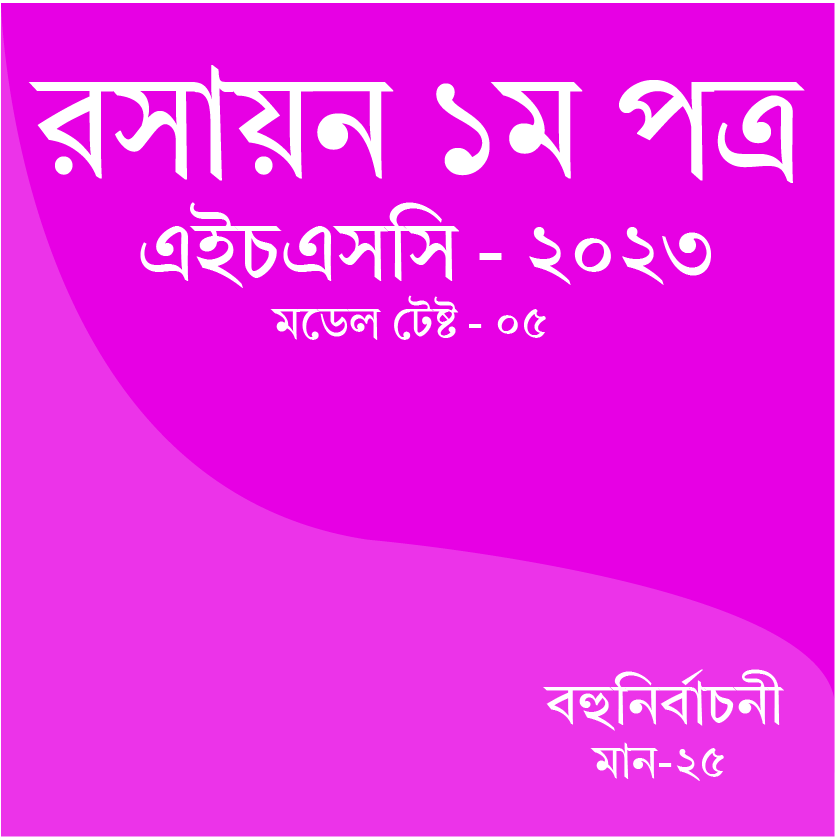 রসায়ন ১ম পত্র
এইচএসসি - ২০২৩
মডেল টেষ্ট - ০৫
বহুনির্বাচনী
মান-২৫